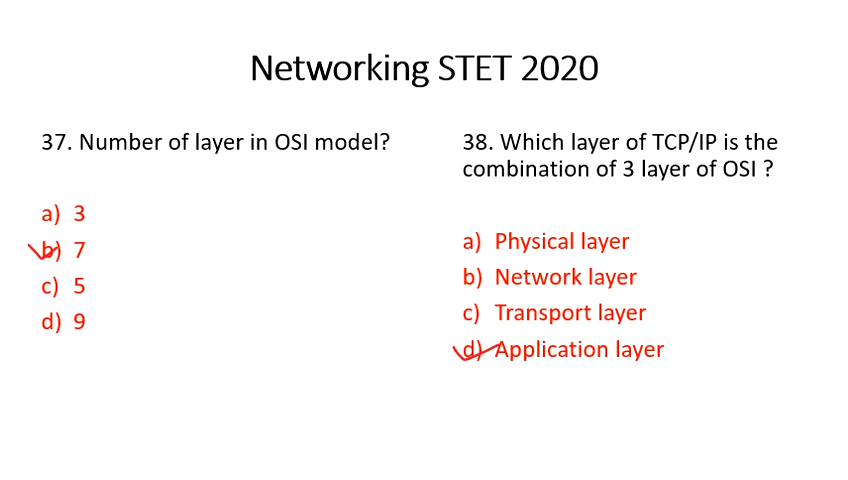 Networking STET 2020
37. Number of layer in OSI model?
a) 3
b) 7
c) 5
d) 9
38. Which layer of TCP/IP is the
combination of 3 layer of OSI ?
a) Physical layer
b) Network layer
c) Transport layer
d) Application layer